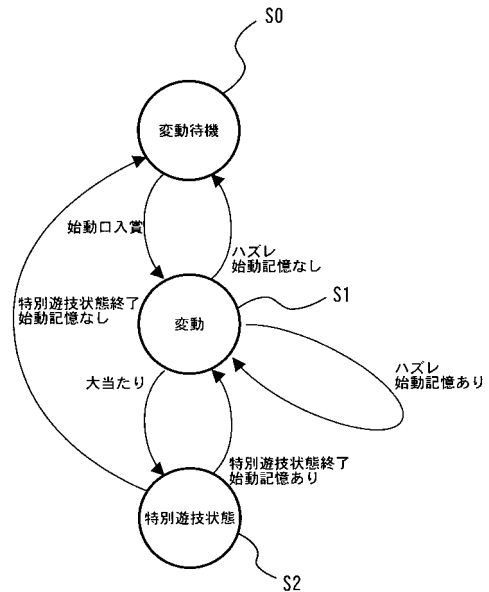 S0
変動待機
始動口入賞
ハズレ
始動記憶なし
特別遊技状態終了
始動記憶なし
S1
変動
ハズレ
始動記憶あり
大当たり
特別遊技状態終了
始動記憶あり
特別遊技状態
S2